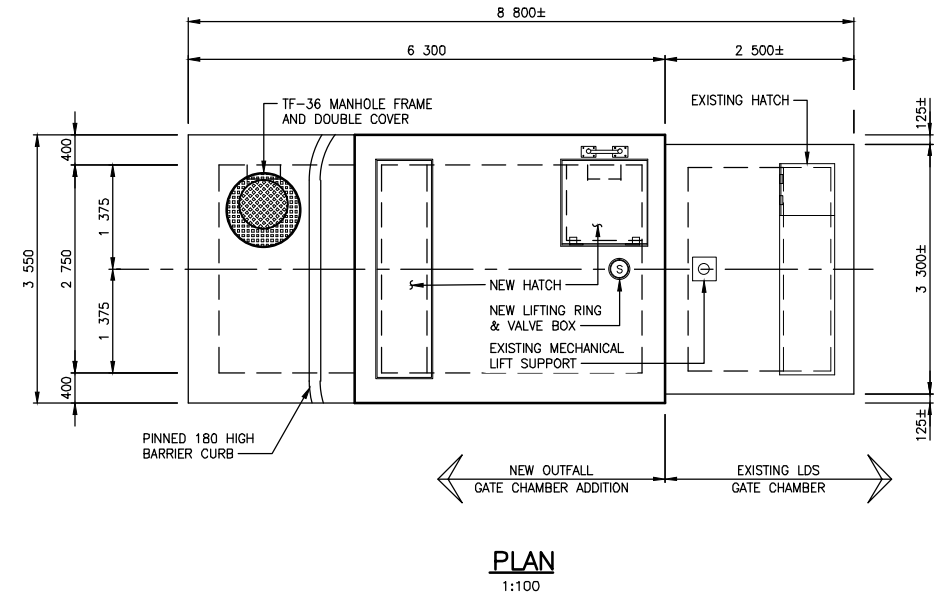 8 800±
6 300
2 500±
TF-36 MANHOLE FRAME
AND DOUBLE COVER
EXISTING HATCH
125±
400
1 375
3 550
2 750
1 375
400
3 300±
125±
S
NEW HATCH
NEW LIFTING RING
& VALVE BOX
EXISTING MECHANICAL
LIFT SUPPORT
PINNED 180 HIGH
BARRIER CURB
NEW OUTFALL
GATE CHAMBER ADDITION
EXISTING LDS
GATE CHAMBER
PLAN
1:100